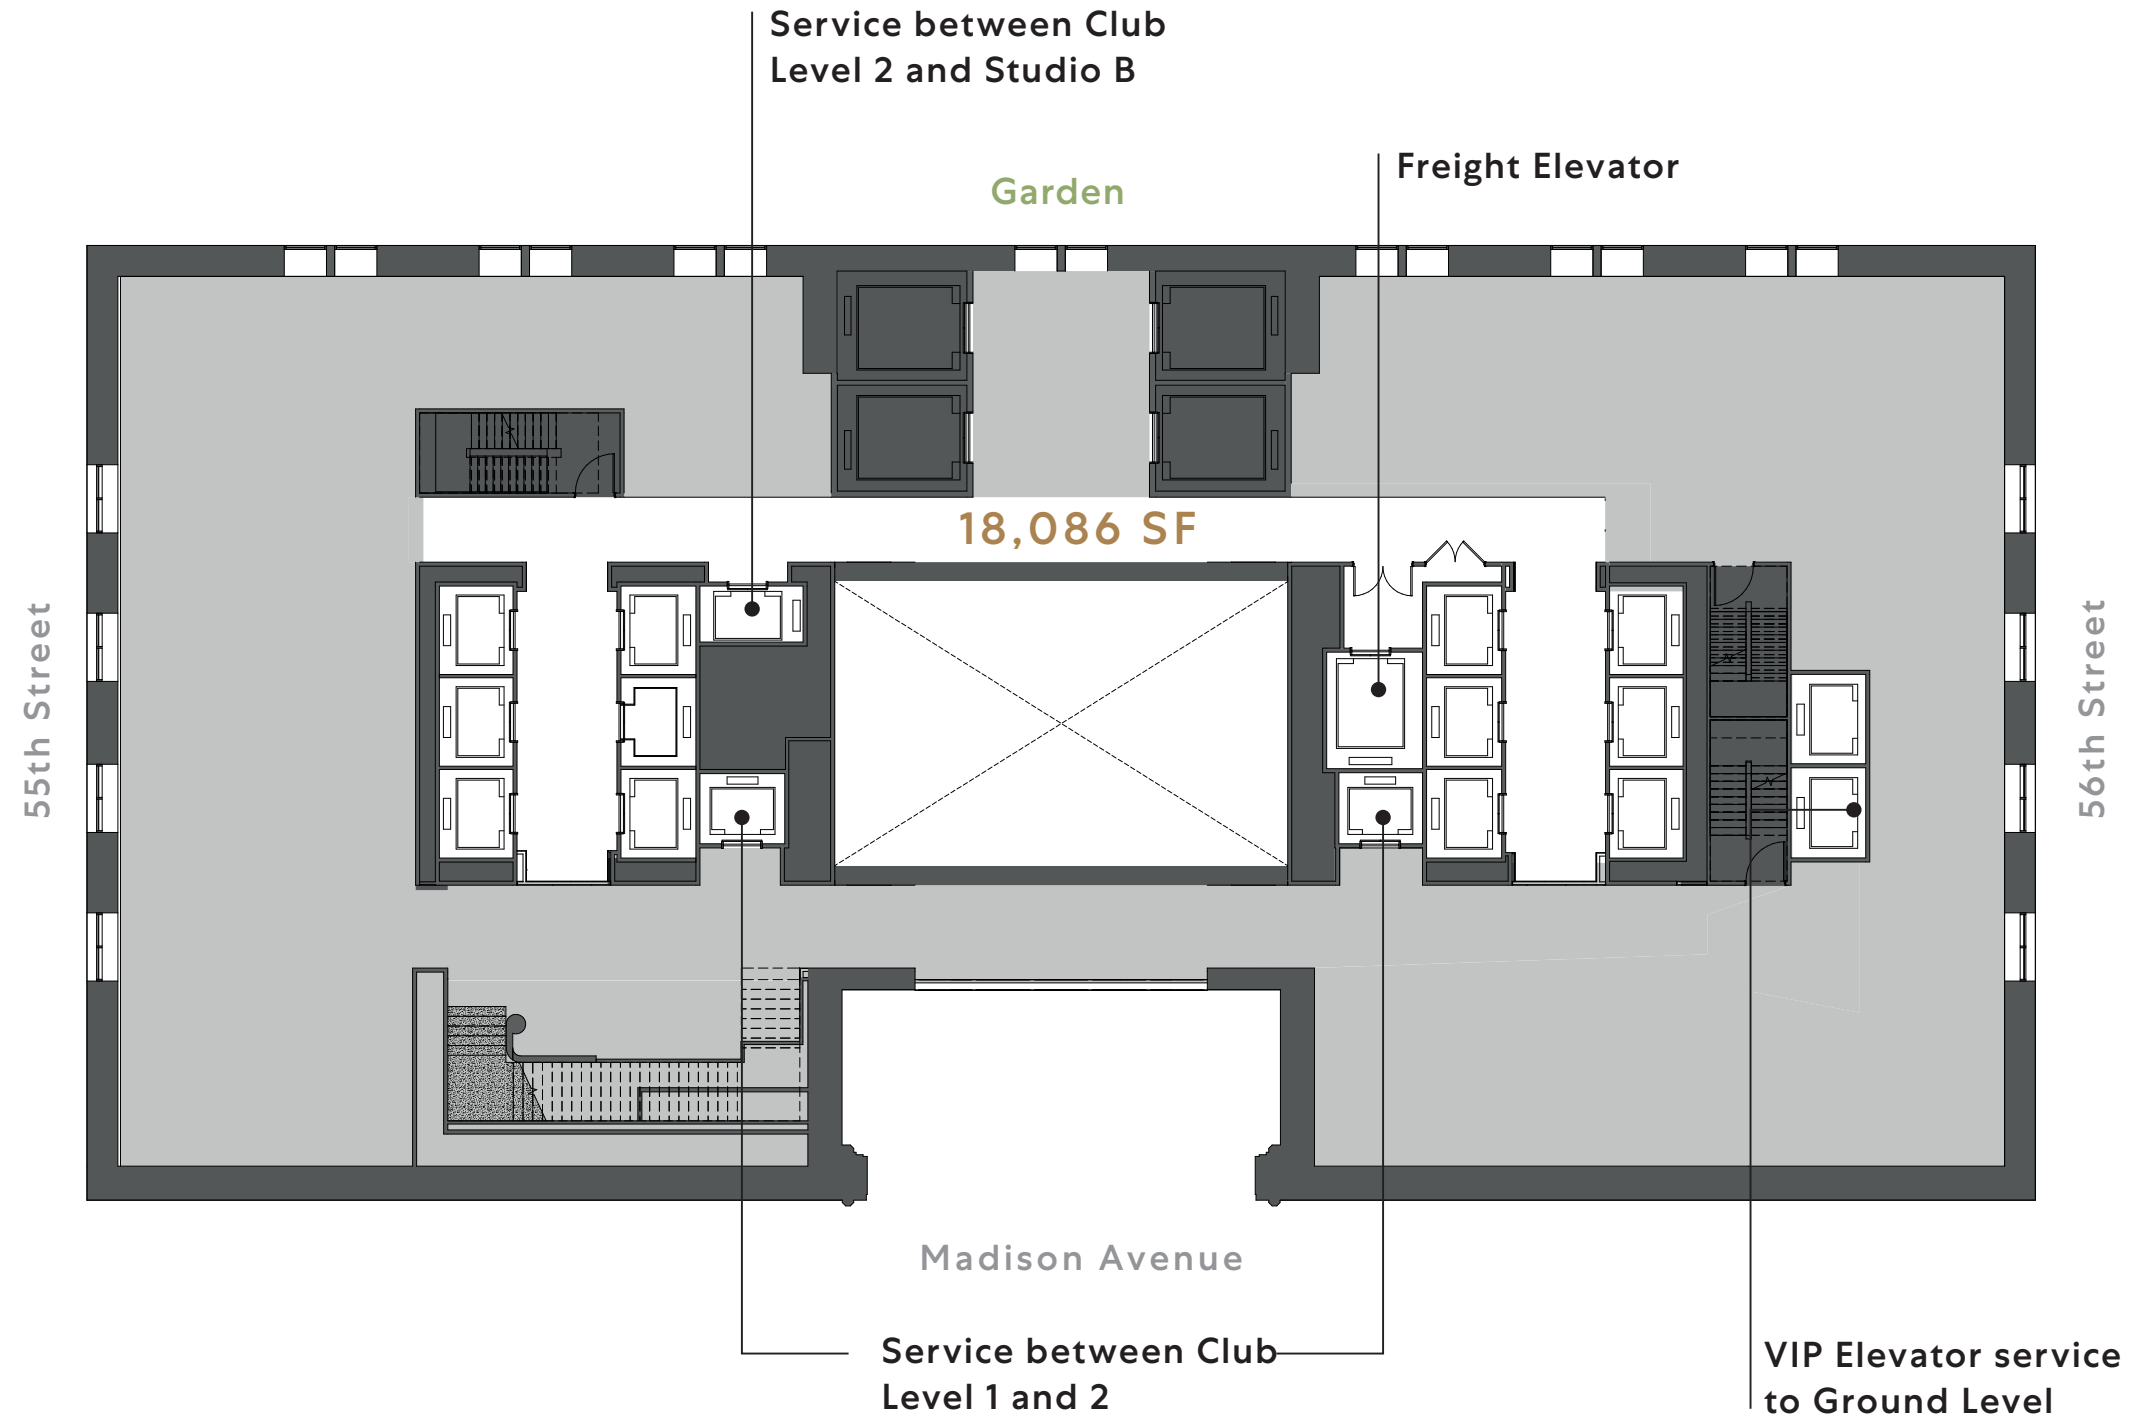 Service between Club
Level 2 and Studio B
Freight Elevator
Garden
18,086 SF
55th Street
56th Street
Madison Avenue
Service between Club
Level 1 and 2
VIP Elevator service
to Ground Level